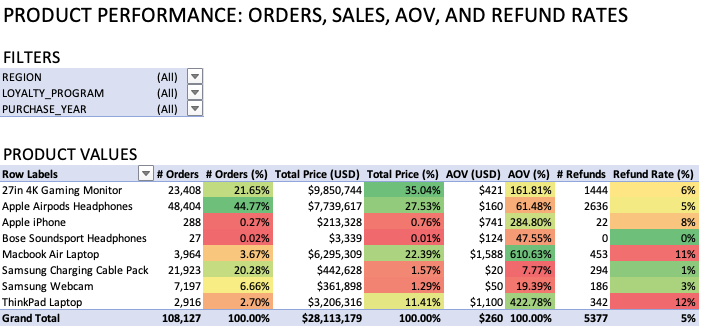 PRODUCT PERFORMANCE: ORDERS, SALES, AOV, AND REFUND RATES
FILTERS
REGION (All)
LOYALTY_PROGRAM (All)
PURCHASE_YEAR (All)
PRODUCT VALUES
Row Labels # Orders # Orders (%) Total Price (USD) Total Price (%) AOV (USD) AOV (%) # Refunds Refund Rate (%)
27in 4K Gaming Monitor 23,408 21.65% $9,850,744 35.04% $421 161.81% 1444 6%
Apple Airpods Headphones 48,404 44.77% $7,739,617 27.53% $160 61.48% 2636 5%
Apple iPhone 288 0.27% $213,328 0.76% $741 284.80% 22 8%
Bose Soundsport Headphones 27 0.02% $3,339 0.01% $124 47.55% 0 0%
Macbook Air Laptop 3,964 3.67% $6,295,309 22.39% $1,588 610.63% 453 11%
Samsung Charging Cable Pack 21,923 20.28% $442,628 1.57% $20 7.77% 294 1%
Samsung Webcam 7,197 6.66% $361,898 1.29% $50 19.39% 186 3%
ThinkPad Laptop 2,916 2.70% $3,206,316 11.41% $1,100 422.78% 342 12%
Grand Total 108,127 100.00% $28,113,179 100.00% $260 100.00% 5377 5%